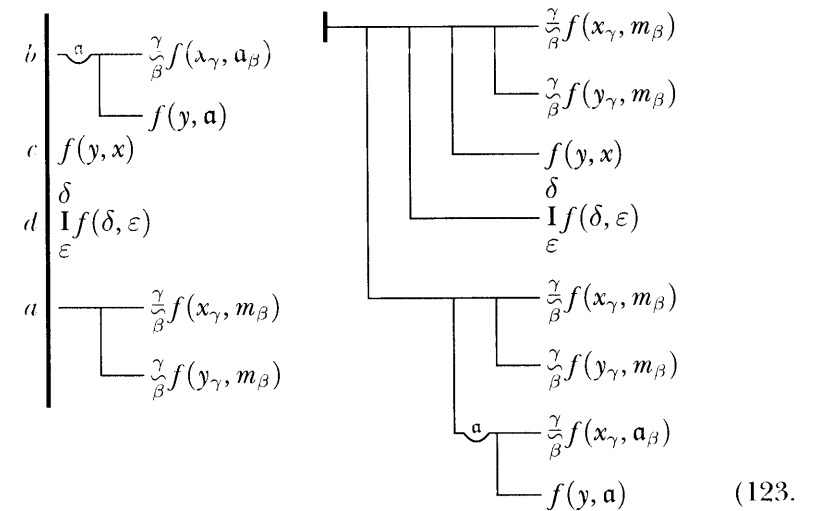 b 𝔞 γ/β f(x_γ, 𝔞_β)
f(y, 𝔞)
c f(y, x)
δ
d I f(δ, ε)
ε
a γ/β f(x_γ, m_β)
γ/β f(y_γ, m_β)
γ/β f(x_γ, m_β)
γ/β f(y_γ, m_β)
f(y, x)
δ
I f(δ, ε)
ε
γ/β f(x_γ, m_β)
γ/β f(y_γ, m_β)
𝔞 γ/β f(x_γ, 𝔞_β)
f(y, 𝔞) (123.